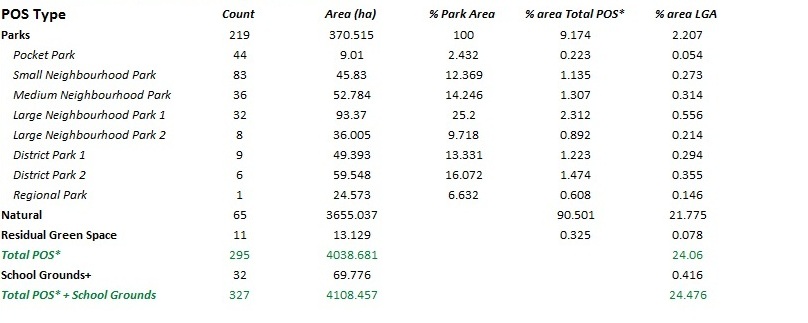 POS Type Count Area (ha) % Park Area % area Total POS* % area LGA
Parks 219 370.515 100 9.174 2.207
Pocket Park 44 9.01 2.432 0.223 0.054
Small Neighbourhood Park 83 45.83 12.369 1.135 0.273
Medium Neighbourhood Park 36 52.784 14.246 1.307 0.314
Large Neighbourhood Park 1 32 93.37 25.2 2.312 0.556
Large Neighbourhood Park 2 8 36.005 9.718 0.892 0.214
District Park 1 9 49.393 13.331 1.223 0.294
District Park 2 6 59.548 16.072 1.474 0.355
Regional Park 1 24.573 6.632 0.608 0.146
Natural 65 3655.037 90.501 21.775
Residual Green Space 11 13.129 0.325 0.078
Total POS* 295 4038.681 24.06
School Grounds+ 32 69.776 0.416
Total POS* + School Grounds 327 4108.457 24.476